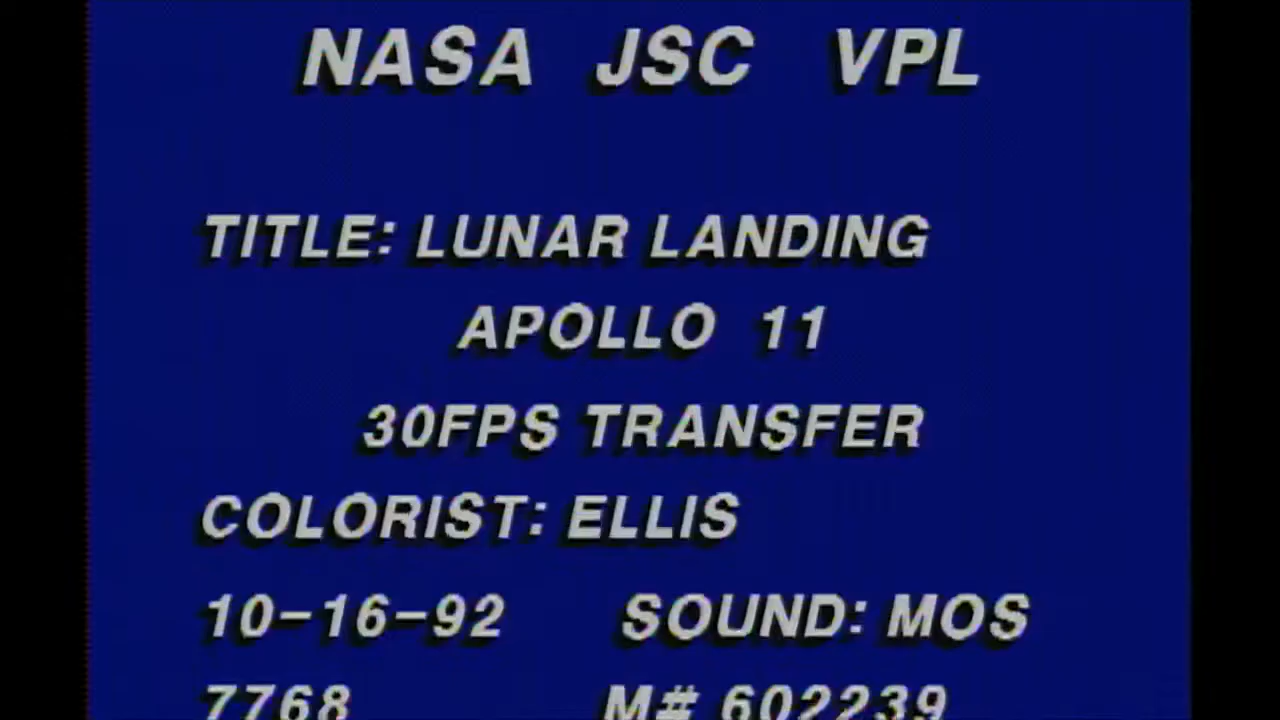 NASA JSC VPL
TITLE: LUNAR LANDING
APOLLO 11
30FPS TRANSFER
COLORIST: ELLIS
10-16-92 SOUND: MOS
7768 M# 602239